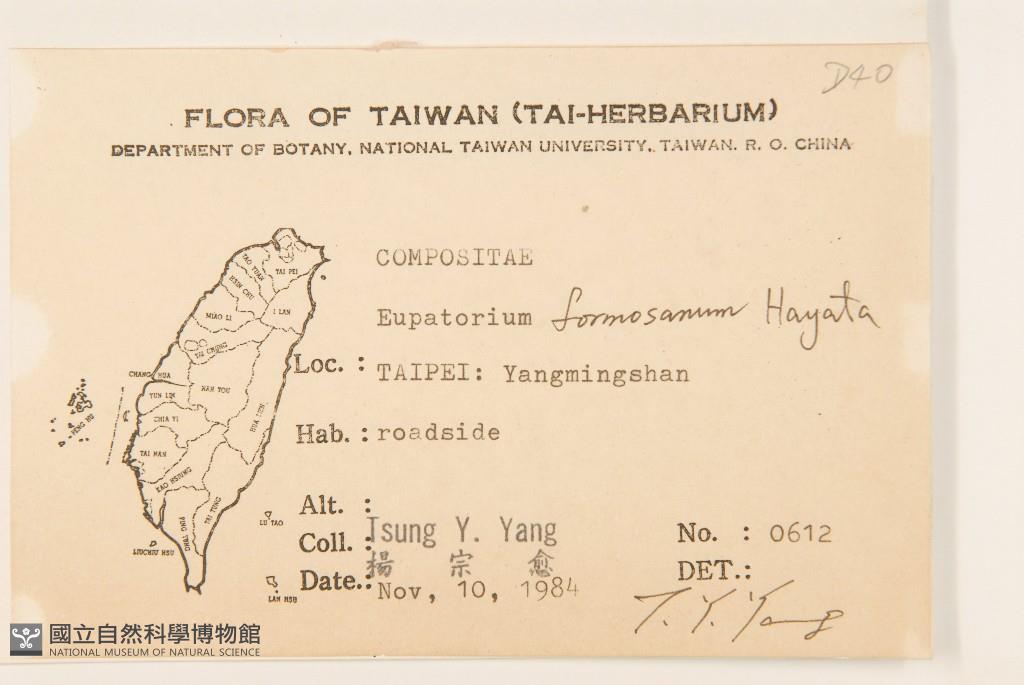 D40
FLORA OF TAIWAN (TAI-HERBARIUM)
DEPARTMENT OF BOTANY, NATIONAL TAIWAN UNIVERSITY, TAIWAN. R. O. CHINA
COMPOSITAE
Eupatorium formosanum Hayata
Loc. : TAIPEI: Yangmingshan
Hab. : roadside
Alt. :
Coll. : Tsung Y. Yang No. : 0612
楊 宗 愈 DET.:
Date.: Nov, 10, 1984
T. Y. Yang
TAO YUAN
TAI PEI
HSIN CHU
I LAN
MIAO LI
TAI CHUNG
CHANG HUA
NAN TOU
YUN LIN
HUA LIEN
CHIA YI
PENG HU
TAI NAN
KAO HSIUNG
TAI TUNG
PING TUNG
LU TAO
LIUCHIU HSU
LAN HSU
國立自然科學博物館
NATIONAL MUSEUM OF NATURAL SCIENCE